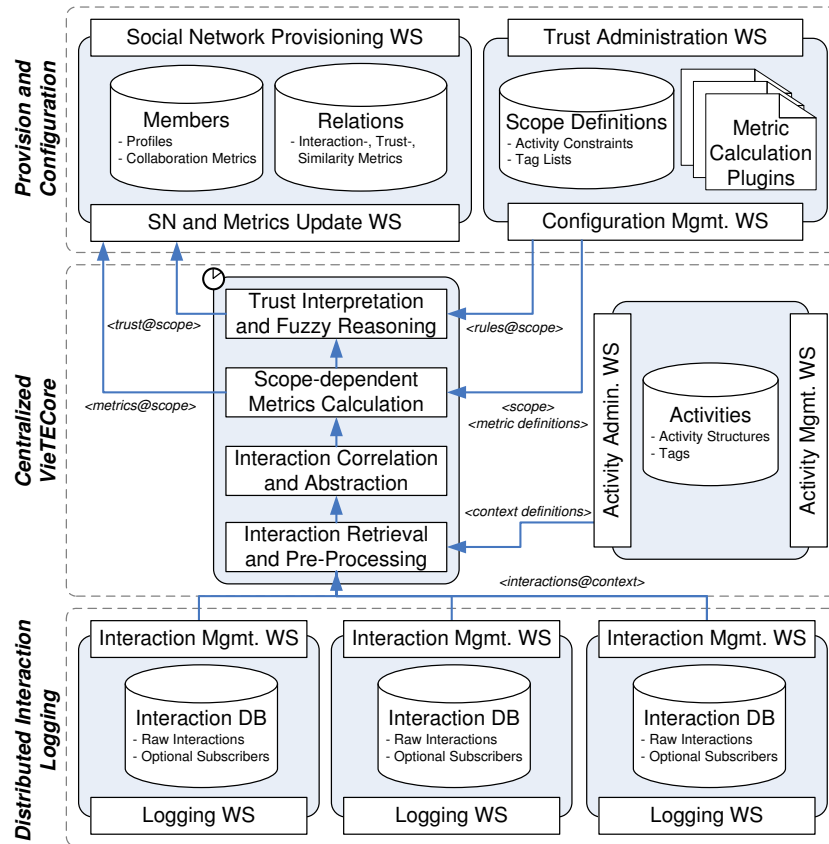 Provision and
Configuration
Social Network Provisioning WS
Members
- Profiles
- Collaboration Metrics
Relations
- Interaction-, Trust-,
Similarity Metrics
SN and Metrics Update WS
Trust Administration WS
Scope Definitions
- Activity Constraints
- Tag Lists
Metric
Calculation
Plugins
Configuration Mgmt. WS
Centralized
VieTECore
Trust Interpretation
and Fuzzy Reasoning
<trust@scope>
<rules@scope>
Scope-dependent
Metrics Calculation
<metrics@scope>
<scope>
<metric definitions>
Interaction Correlation
and Abstraction
Interaction Retrieval
and Pre-Processing
<context definitions>
Activity Admin. WS
Activities
- Activity Structures
- Tags
Activity Mgmt. WS
<interactions@context>
Distributed Interaction
Logging
Interaction Mgmt. WS
Interaction DB
- Raw Interactions
- Optional Subscribers
Logging WS
Interaction Mgmt. WS
Interaction DB
- Raw Interactions
- Optional Subscribers
Logging WS
Interaction Mgmt. WS
Interaction DB
- Raw Interactions
- Optional Subscribers
Logging WS